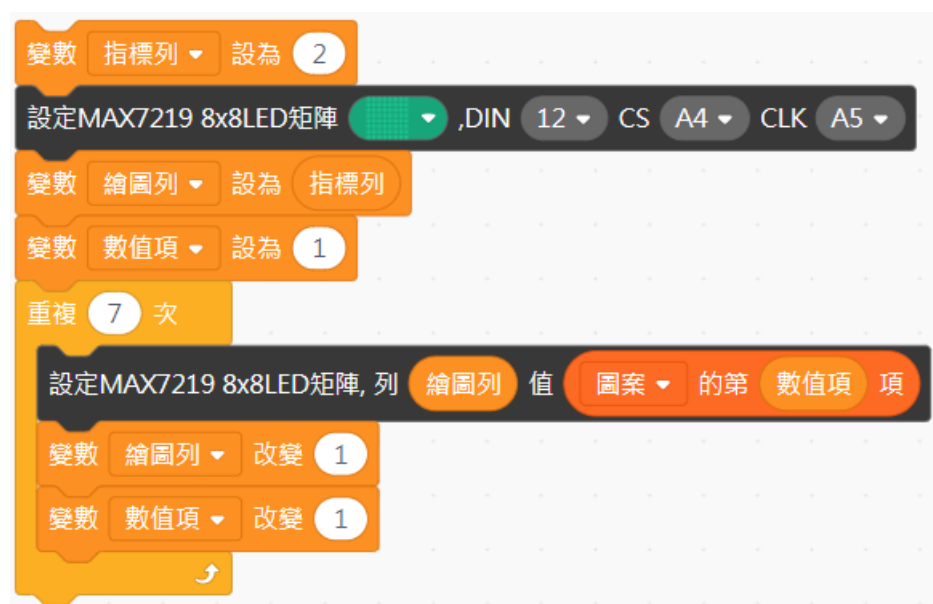 變數 指標列 設為 2
設定MAX7219 8x8LED矩陣 ,DIN 12 CS A4 CLK A5
變數 繪圖列 設為 指標列
變數 數值項 設為 1
重複 7 次
設定MAX7219 8x8LED矩陣, 列 繪圖列 值 圖案 的第 數值項 項
變數 繪圖列 改變 1
變數 數值項 改變 1